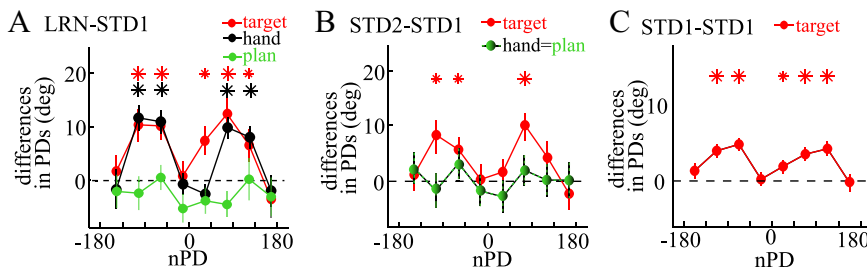 A LRN-STD1
target
hand
plan
differences
in PDs (deg)
20
10
0
-180 0 180
nPD
B STD2-STD1
target
hand=plan
differences
in PDs (deg)
20
10
0
-180 0 180
nPD
C STD1-STD1
target
differences
in PDs (deg)
10
0
-180 0 180
nPD